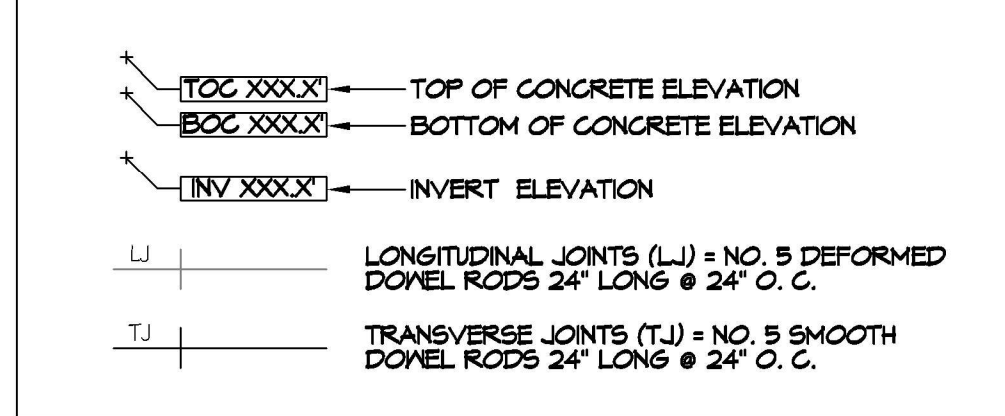 TOC XXX.X' TOP OF CONCRETE ELEVATION
BOC XXX.X' BOTTOM OF CONCRETE ELEVATION
INV XXX.X' INVERT ELEVATION
LJ LONGITUDINAL JOINTS (LJ) = NO. 5 DEFORMED
DOWEL RODS 24" LONG @ 24" O. C.
TJ TRANSVERSE JOINTS (TJ) = NO. 5 SMOOTH
DOWEL RODS 24" LONG @ 24" O. C.